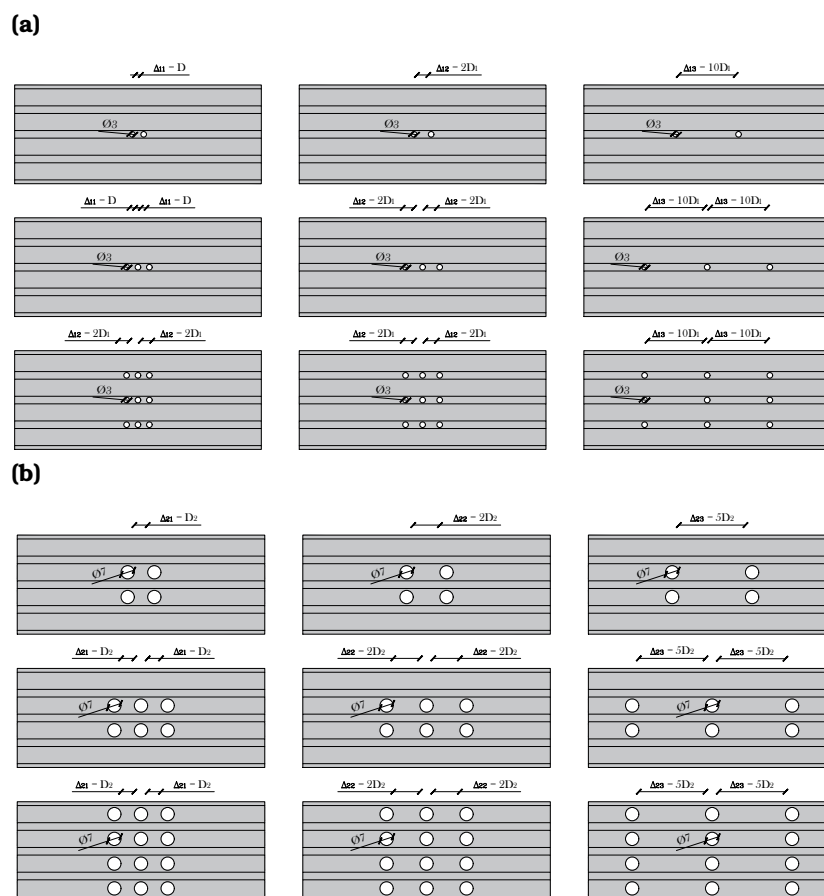 (a)
Δ11 - D Δ12 - 2D1 Δ13 - 10D1
Ø3 Ø3 Ø3
Δ11 - D Δ11 - D Δ12 - 2D1 Δ12 - 2D1 Δ13 - 10D1 Δ13 - 10D1
Ø3 Ø3 Ø3
Δ12 - 2D1 Δ12 - 2D1 Δ12 - 2D1 Δ12 - 2D1 Δ13 - 10D1 Δ13 - 10D1
Ø3 Ø3 Ø3
(b)
Δ21 - D2 Δ22 - 2D2 Δ23 - 5D2
Ø7 Ø7 Ø7
Δ21 - D2 Δ21 - D2 Δ22 - 2D2 Δ22 - 2D2 Δ23 - 5D2 Δ23 - 5D2
Ø7 Ø7 Ø7
Δ21 - D2 Δ21 - D2 Δ22 - 2D2 Δ22 - 2D2 Δ23 - 5D2 Δ23 - 5D2
Ø7 Ø7 Ø7